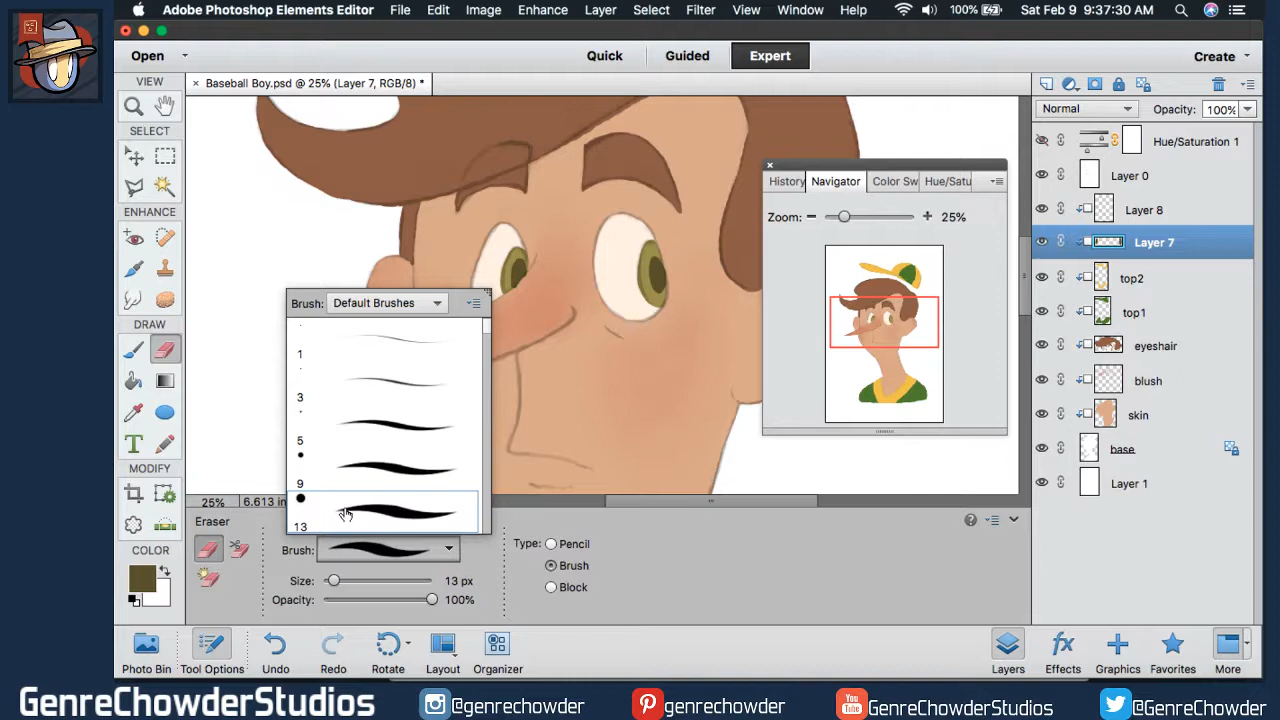 Adobe Photoshop Elements Editor File Edit Image Enhance Layer Select Filter View Window Help 100% Sat Feb 9 9:37:30 AM
Open Quick Guided Expert Create
VIEW
× Baseball Boy.psd @ 25% (Layer 7, RGB/8) *
Normal Opacity: 100%
SELECT
Hue/Saturation 1
Layer 0
History Navigator Color Sw Hue/Satu
ENHANCE
Layer 8
Zoom: 25%
Layer 7
top2
top1
DRAW
Brush: Default Brushes
eyeshair
1
blush
3
skin
5
T
base
MODIFY
9
Layer 1
25% 6.613 in
13
Eraser
COLOR
Brush:
Type: Pencil
Brush
Block
Size: 13 px
Opacity: 100%
fx
Photo Bin Tool Options Undo Redo Rotate Layout Organizer Layers Effects Graphics Favorites More
GenreChowderStudios @genrechowder genrechowder GenreChowderStudios @GenreChowder
You
Tube